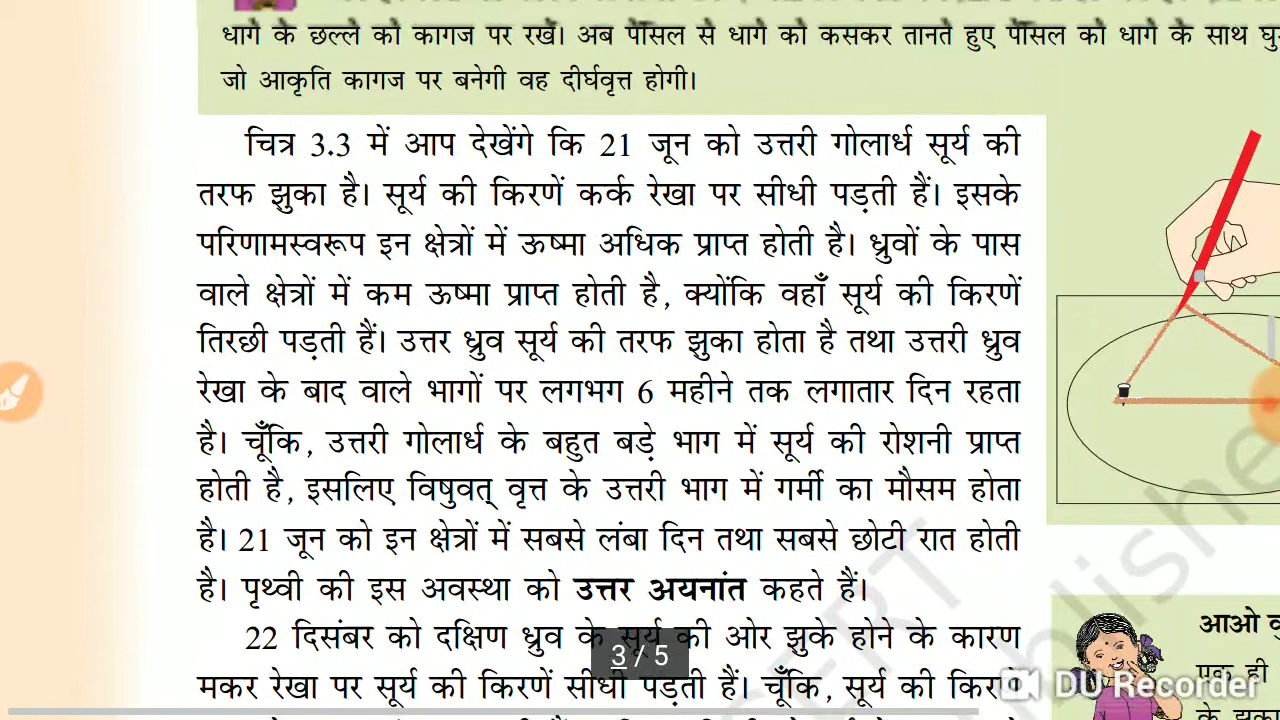 धागे के छल्ले को कागज पर रखें। अब पेंसिल से धागे को कसकर तानते हुए पेंसिल को धागे के साथ
जो आकृति कागज पर बनेगी वह दीर्घवृत्त होगी।
चित्र 3.3 में आप देखेंगे कि 21 जून को उत्तरी गोलार्ध सूर्य की
तरफ झुका है। सूर्य की किरणें कर्क रेखा पर सीधी पड़ती हैं। इसके
परिणामस्वरूप इन क्षेत्रों में ऊष्मा अधिक प्राप्त होती है। ध्रुवों के पास
वाले क्षेत्रों में कम ऊष्मा प्राप्त होती है, क्योंकि वहाँ सूर्य की किरणें
तिरछी पड़ती हैं। उत्तर ध्रुव सूर्य की तरफ झुका होता है तथा उत्तरी ध्रुव
रेखा के बाद वाले भागों पर लगभग 6 महीने तक लगातार दिन रहता
है। चूँकि, उत्तरी गोलार्ध के बहुत बड़े भाग में सूर्य की रोशनी प्राप्त
होती है, इसलिए विषुवत् वृत्त के उत्तरी भाग में गर्मी का मौसम होता
है। 21 जून को इन क्षेत्रों में सबसे लंबा दिन तथा सबसे छोटी रात होती
है। पृथ्वी की इस अवस्था को उत्तर अयनांत कहते हैं।
22 दिसंबर को दक्षिण ध्रुव के सूर्य की ओर झुके होने के कारण
मकर रेखा पर सूर्य की किरणें सीधी पड़ती हैं। चूँकि, सूर्य की किरणें
3 / 5
आओ
एक ही
के झुका
DU Recorder